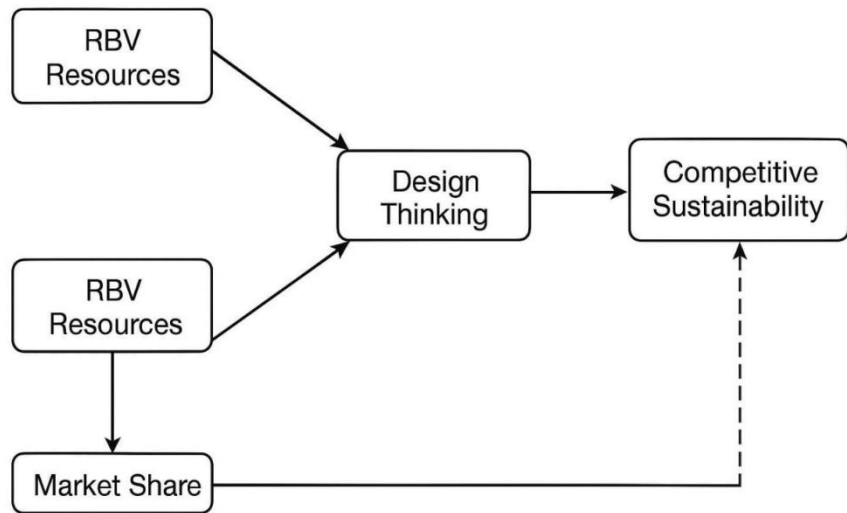 RBV
Resources
Design
Thinking
Competitive
Sustainability
RBV
Resources
Market Share